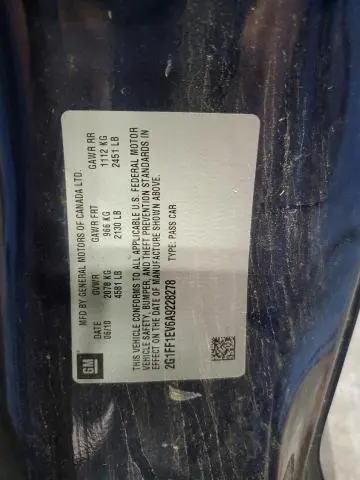 MFD BY GENERAL MOTORS OF CANADA LTD.
DATE GVWR GAWR FRT GAWR RR
06/10 2078 KG 966 KG 1112 KG
4581 LB 2130 LB 2451 LB
THIS VEHICLE CONFORMS TO ALL APPLICABLE U.S. FEDERAL MOTOR
VEHICLE SAFETY, BUMPER, AND THEFT PREVENTION STANDARDS IN
EFFECT ON THE DATE OF MANUFACTURE SHOWN ABOVE.
2G1FF1EV6A9228278 TYPE: PASS CAR
GM